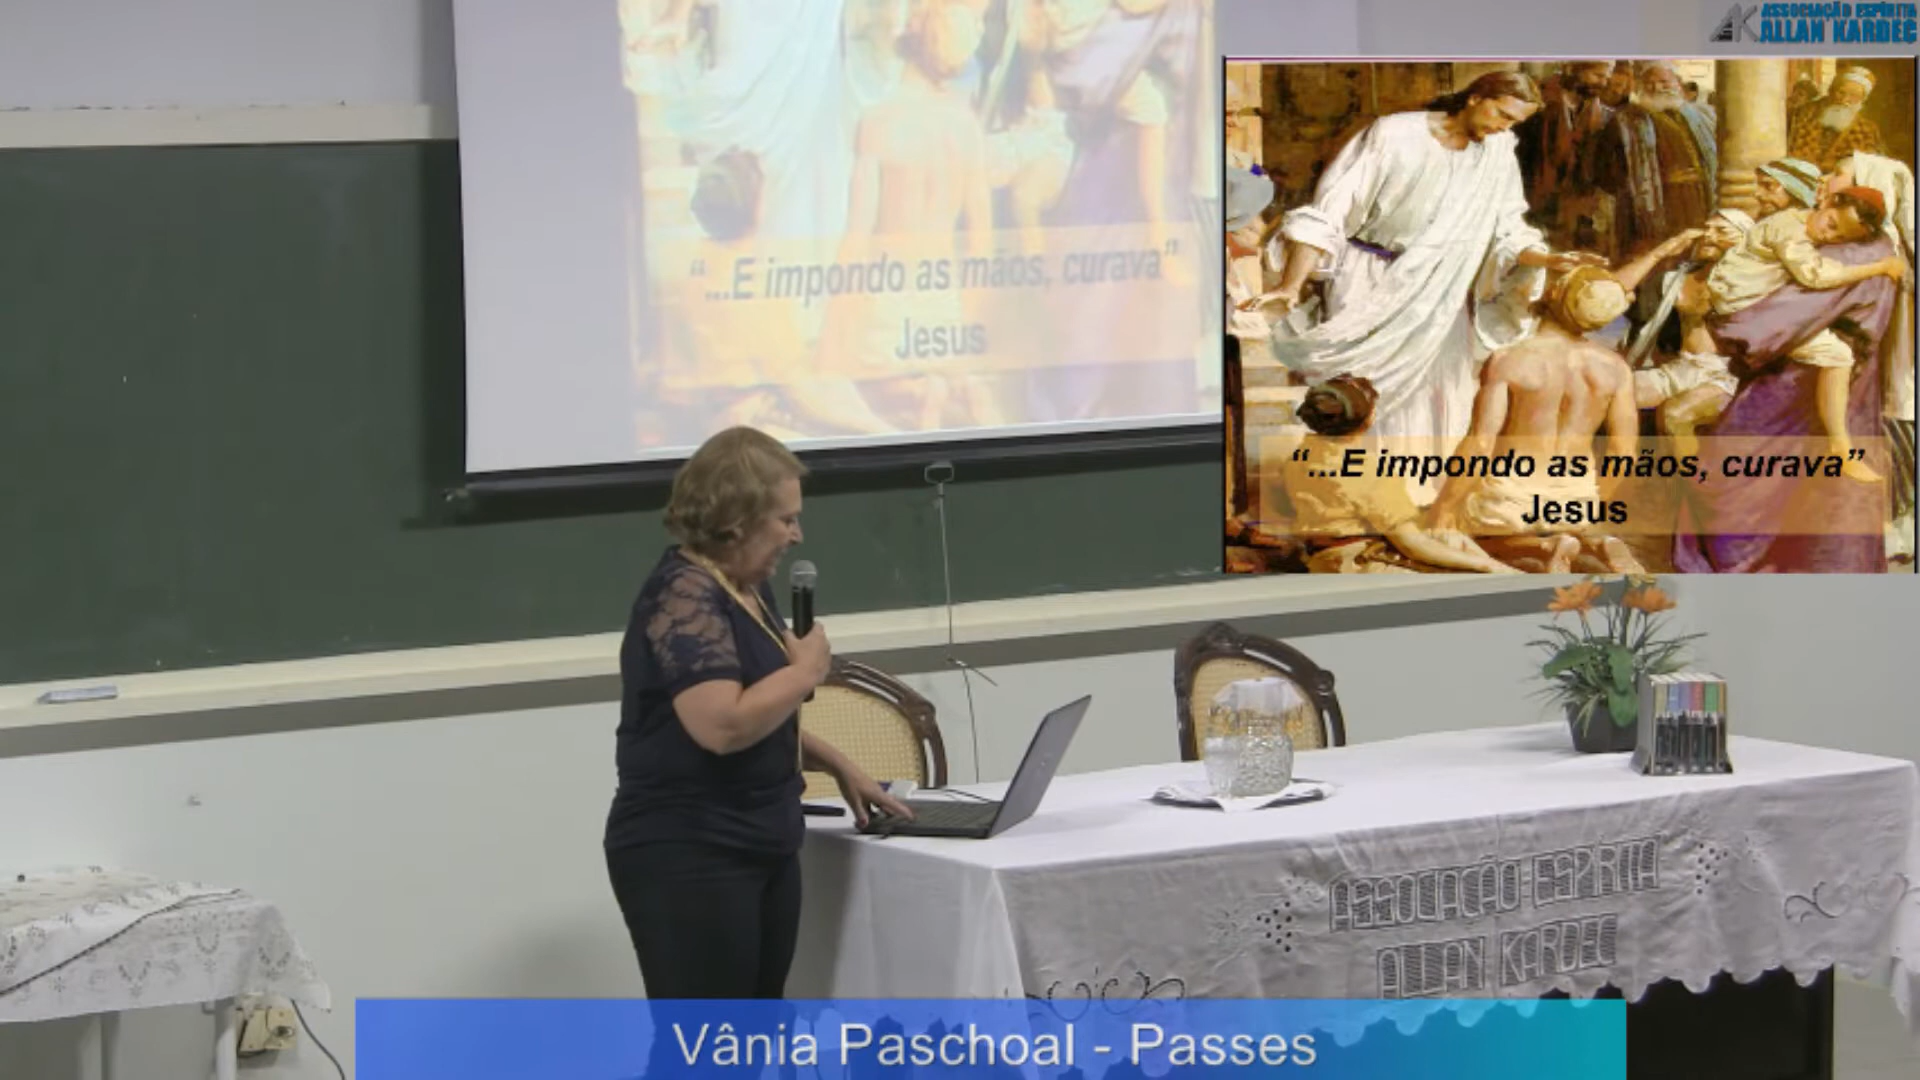 ASSOCIAÇÃO ESPÍRITA
ALLAN KARDEC
“...E impondo as mãos, curava”
Jesus
“...E impondo as mãos, curava”
Jesus
ASSOCIAÇÃO ESPÍRITA
ALLAN KARDEC
Vânia Paschoal - Passes